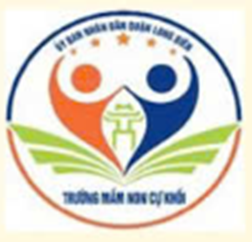 ỦY BAN NHÂN DÂN QUẬN LONG BIÊN
TRƯỜNG MẦM NON CỰ KHỐI